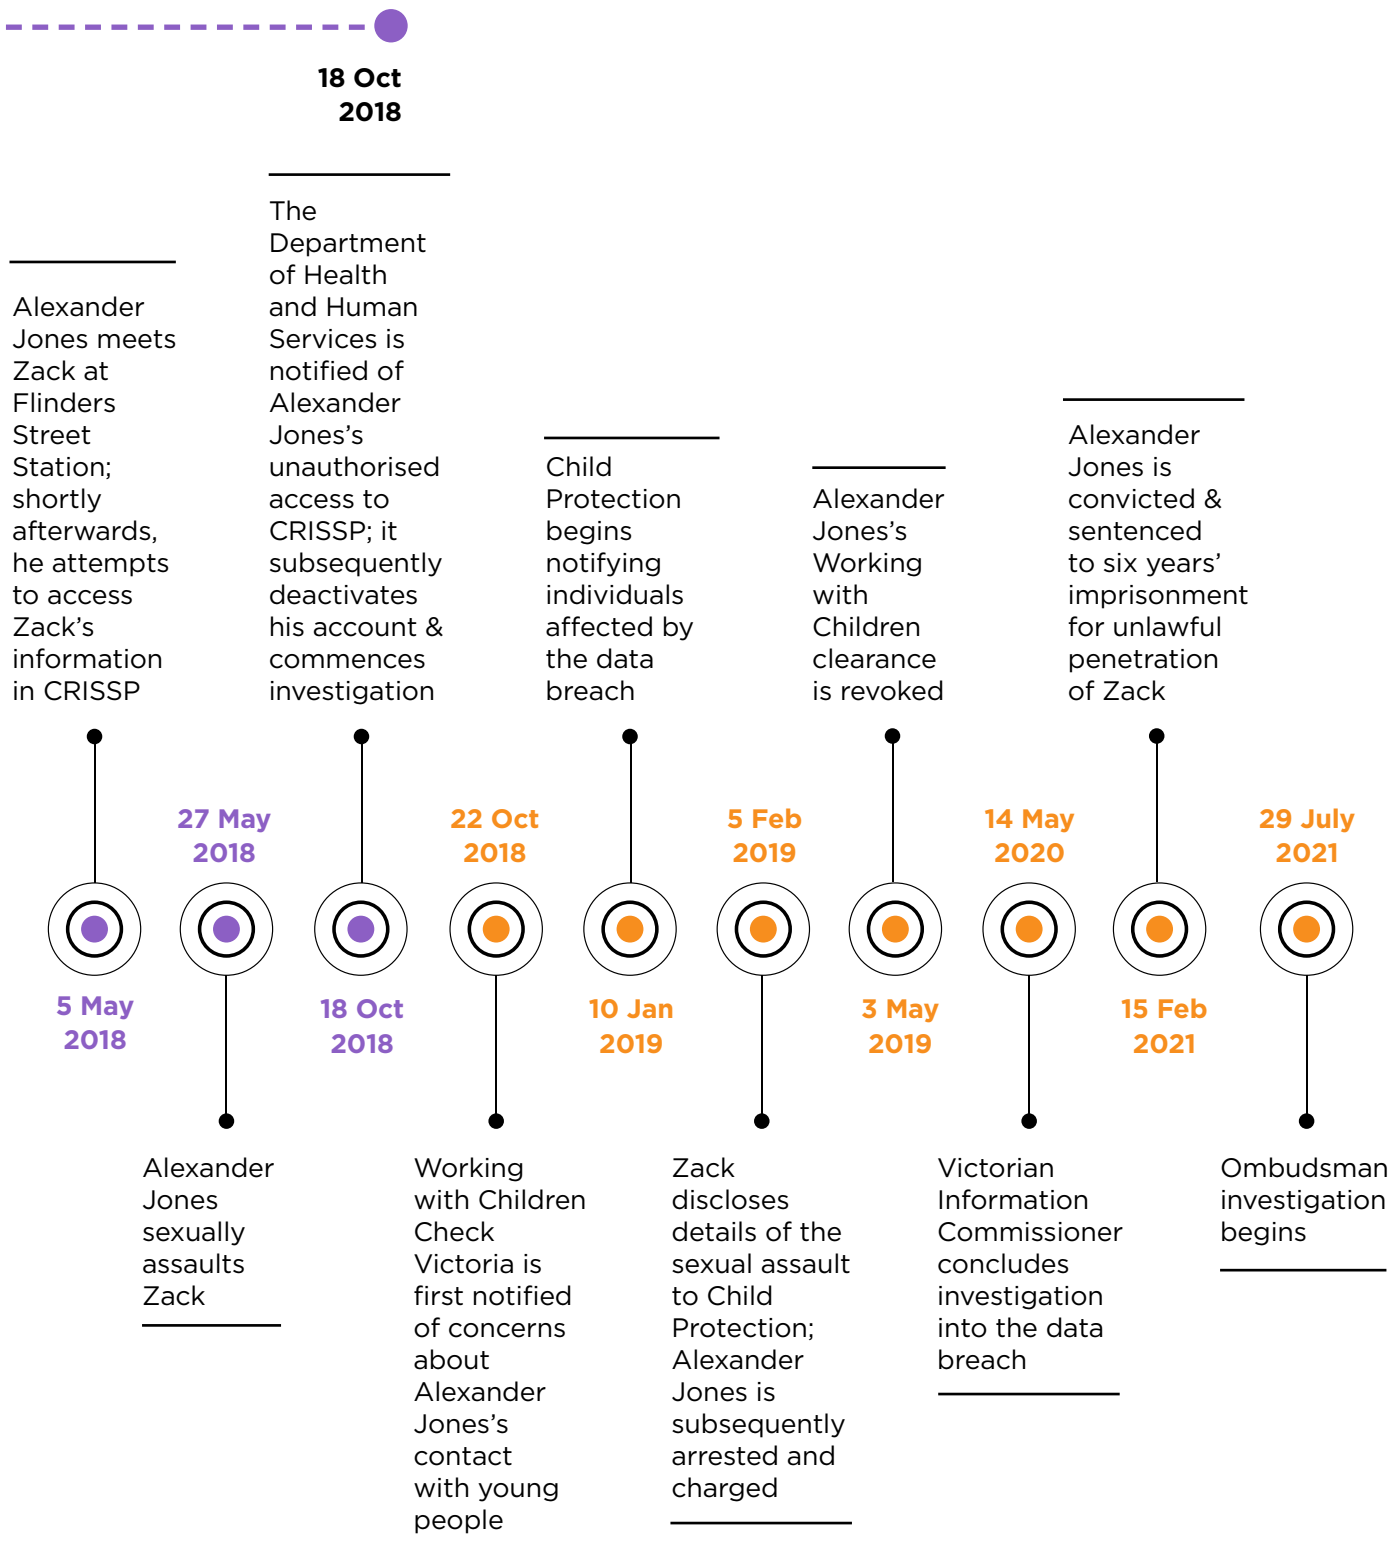 18 Oct
2018
Alexander
Jones meets
Zack at
Flinders
Street
Station;
shortly
afterwards,
he attempts
to access
Zack's
information
in CRISSP
5 May
2018
27 May
2018
Alexander
Jones
sexually
assaults
Zack
The
Department
of Health
and Human
Services is
notified of
Alexander
Jones's
unauthorised
access to
CRISSP; it
subsequently
deactivates
his account &
commences
investigation
18 Oct
2018
22 Oct
2018
Working
with Children
Check
Victoria is
first notified
of concerns
about
Alexander
Jones's
contact
with young
people
Child
Protection
begins
notifying
individuals
affected by
the data
breach
10 Jan
2019
5 Feb
2019
Zack
discloses
details of the
sexual assault
to Child
Protection;
Alexander
Jones is
subsequently
arrested and
charged
Alexander
Jones's
Working
with
Children
clearance
is revoked
3 May
2019
14 May
2020
Victorian
Information
Commissioner
concludes
investigation
into the data
breach
Alexander
Jones is
convicted &
sentenced
to six years'
imprisonment
for unlawful
penetration
of Zack
15 Feb
2021
29 July
2021
Ombudsman
investigation
begins